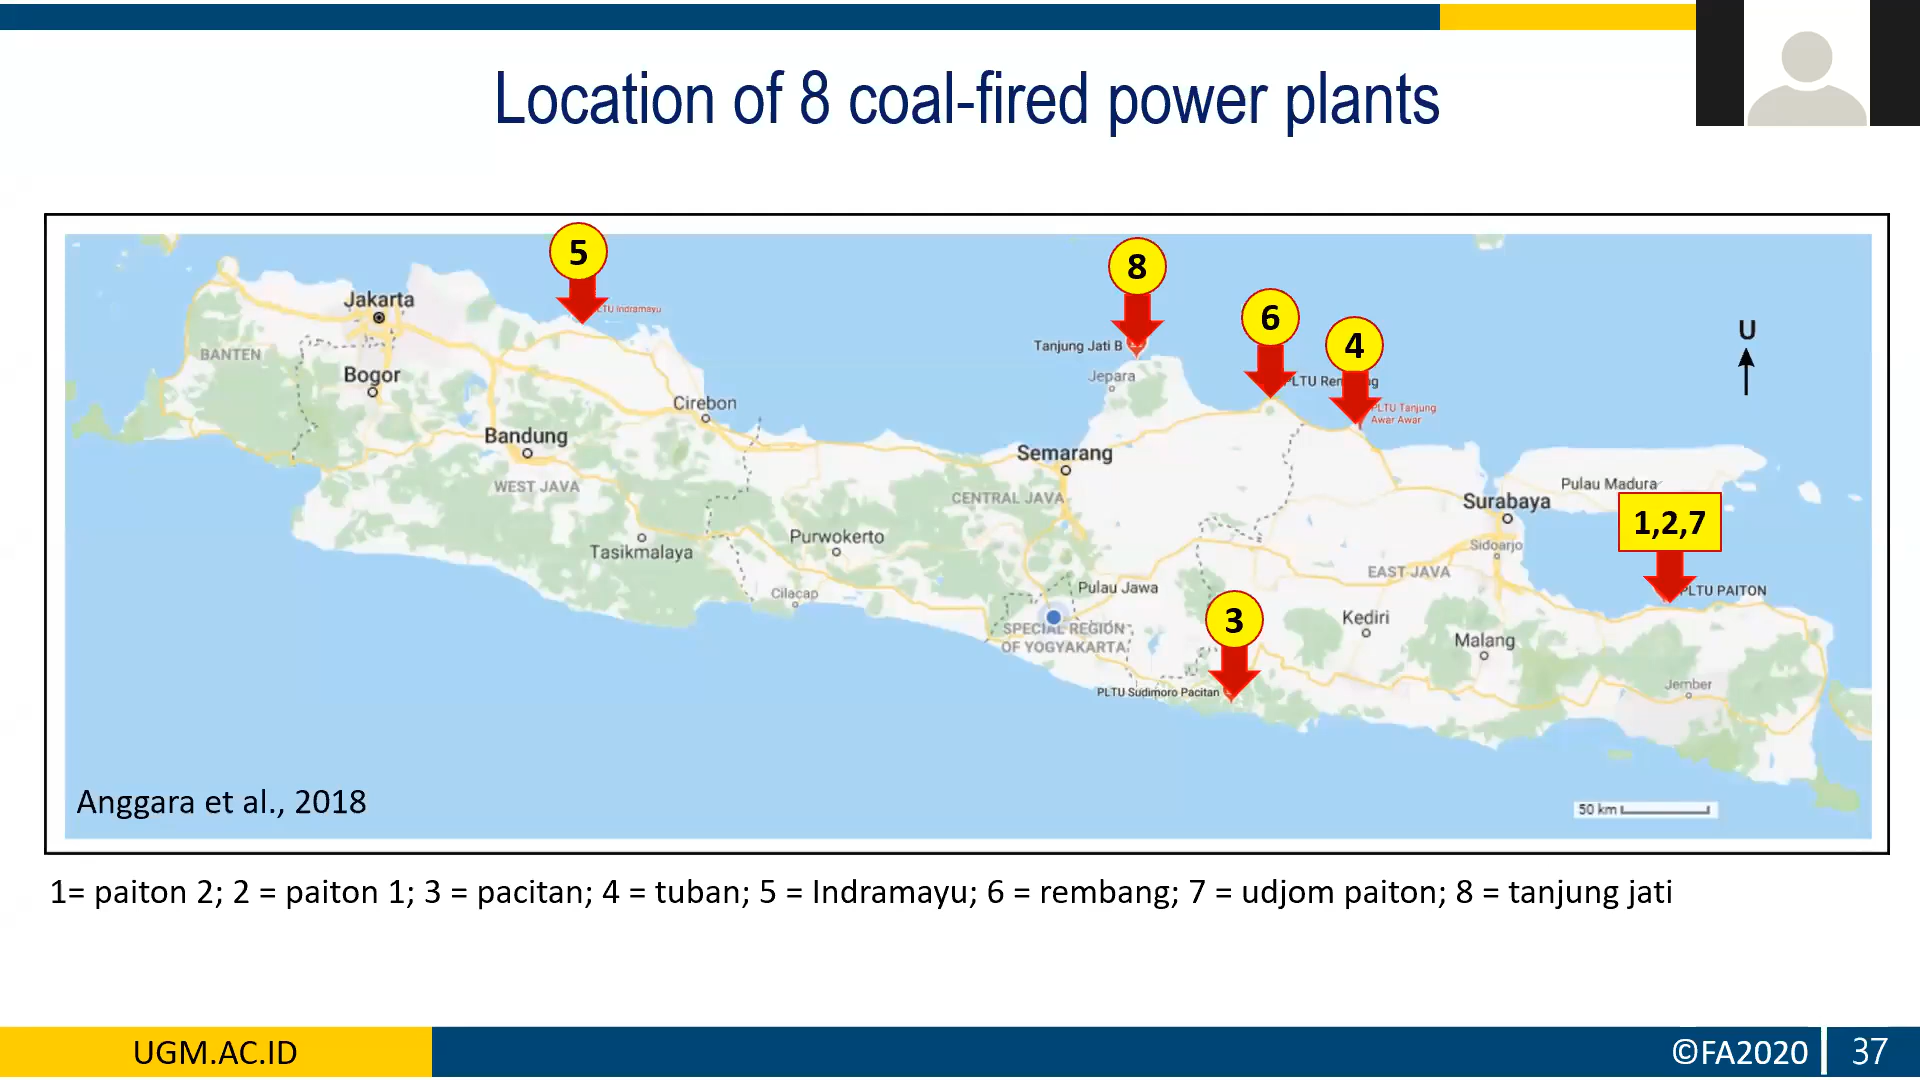 Location of 8 coal-fired power plants
5
8
6
4
U
Jakarta
PLTU Indramayu
BANTEN
Tanjung Jati B
Bogor
Jepara
PLTU
Cirebon
PLTU Tanjung
Awar Awar
Bandung
Semarang
WEST JAVA
CENTRAL JAVA
Pulau Madura
Surabaya
1,2,7
Purwokerto
Tasikmalaya
Sidoarjo
EAST JAVA
Cilacap
Pulau Jawa
PLTU PAITON
3
SPECIAL REGION
OF YOGYAKARTA
Kediri
Malang
Jember
PLTU Sudimoro Pacitan
Anggara et al., 2018
50 km
1= paiton 2; 2 = paiton 1; 3 = pacitan; 4 = tuban; 5 = Indramayu; 6 = rembang; 7 = udjom paiton; 8 = tanjung jati
UGM.AC.ID
©FA2020
37